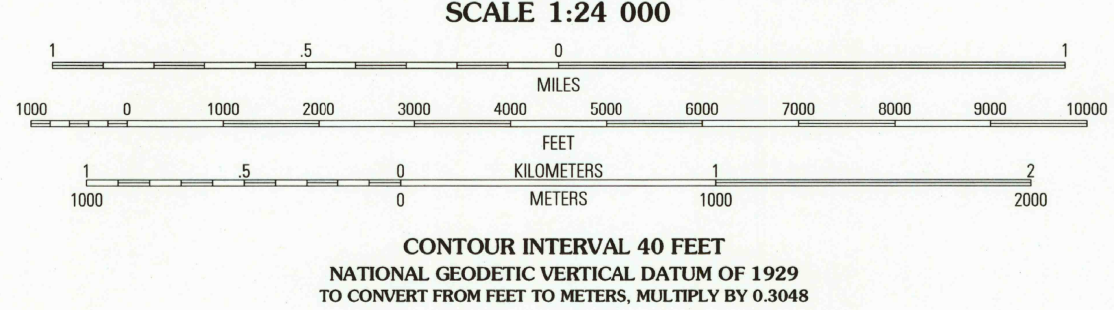 SCALE 1:24 000
1 .5 0 1
MILES
1000 0 1000 2000 3000 4000 5000 6000 7000 8000 9000 10000
FEET
1 .5 0 KILOMETERS 1 2
1000 0 METERS 1000 2000
CONTOUR INTERVAL 40 FEET
NATIONAL GEODETIC VERTICAL DATUM OF 1929
TO CONVERT FROM FEET TO METERS, MULTIPLY BY 0.3048